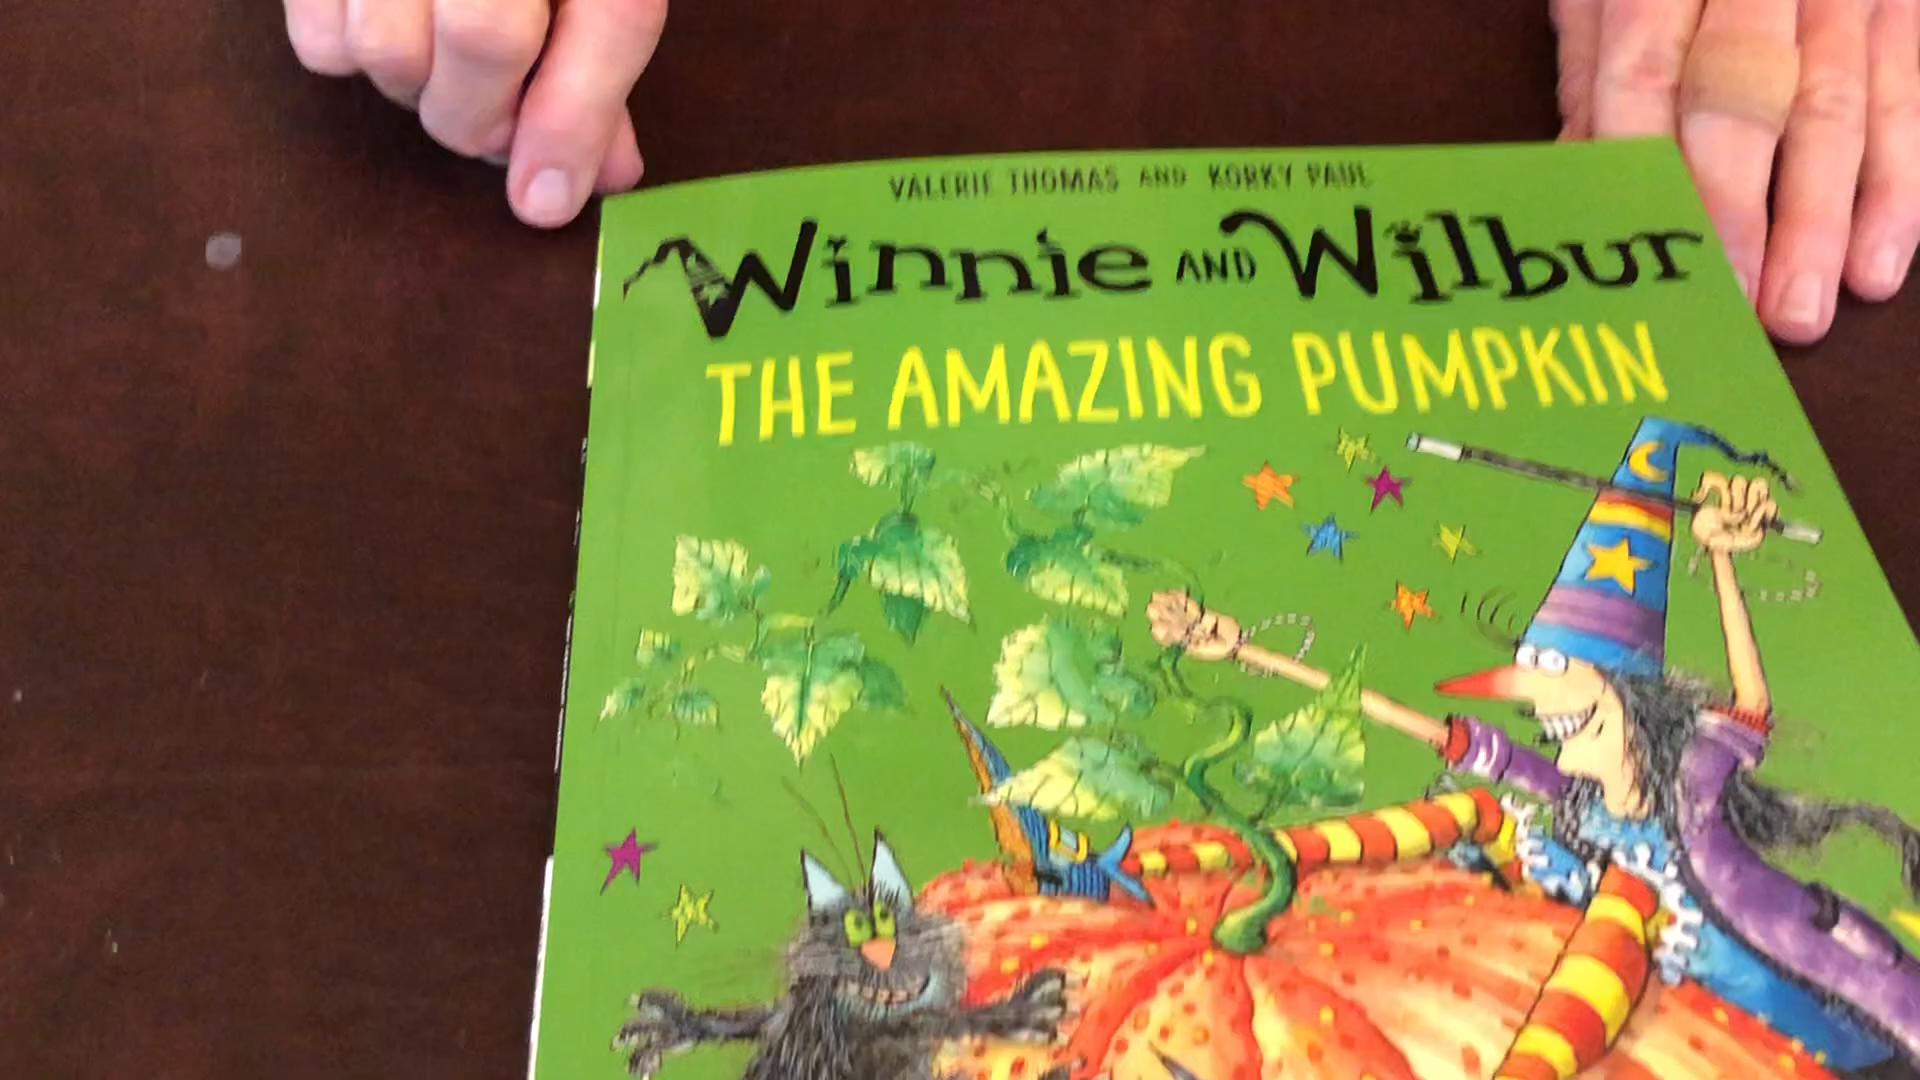 VALERIE THOMAS AND KORKY PAUL
Winnie AND Wilbur
THE AMAZING PUMPKIN